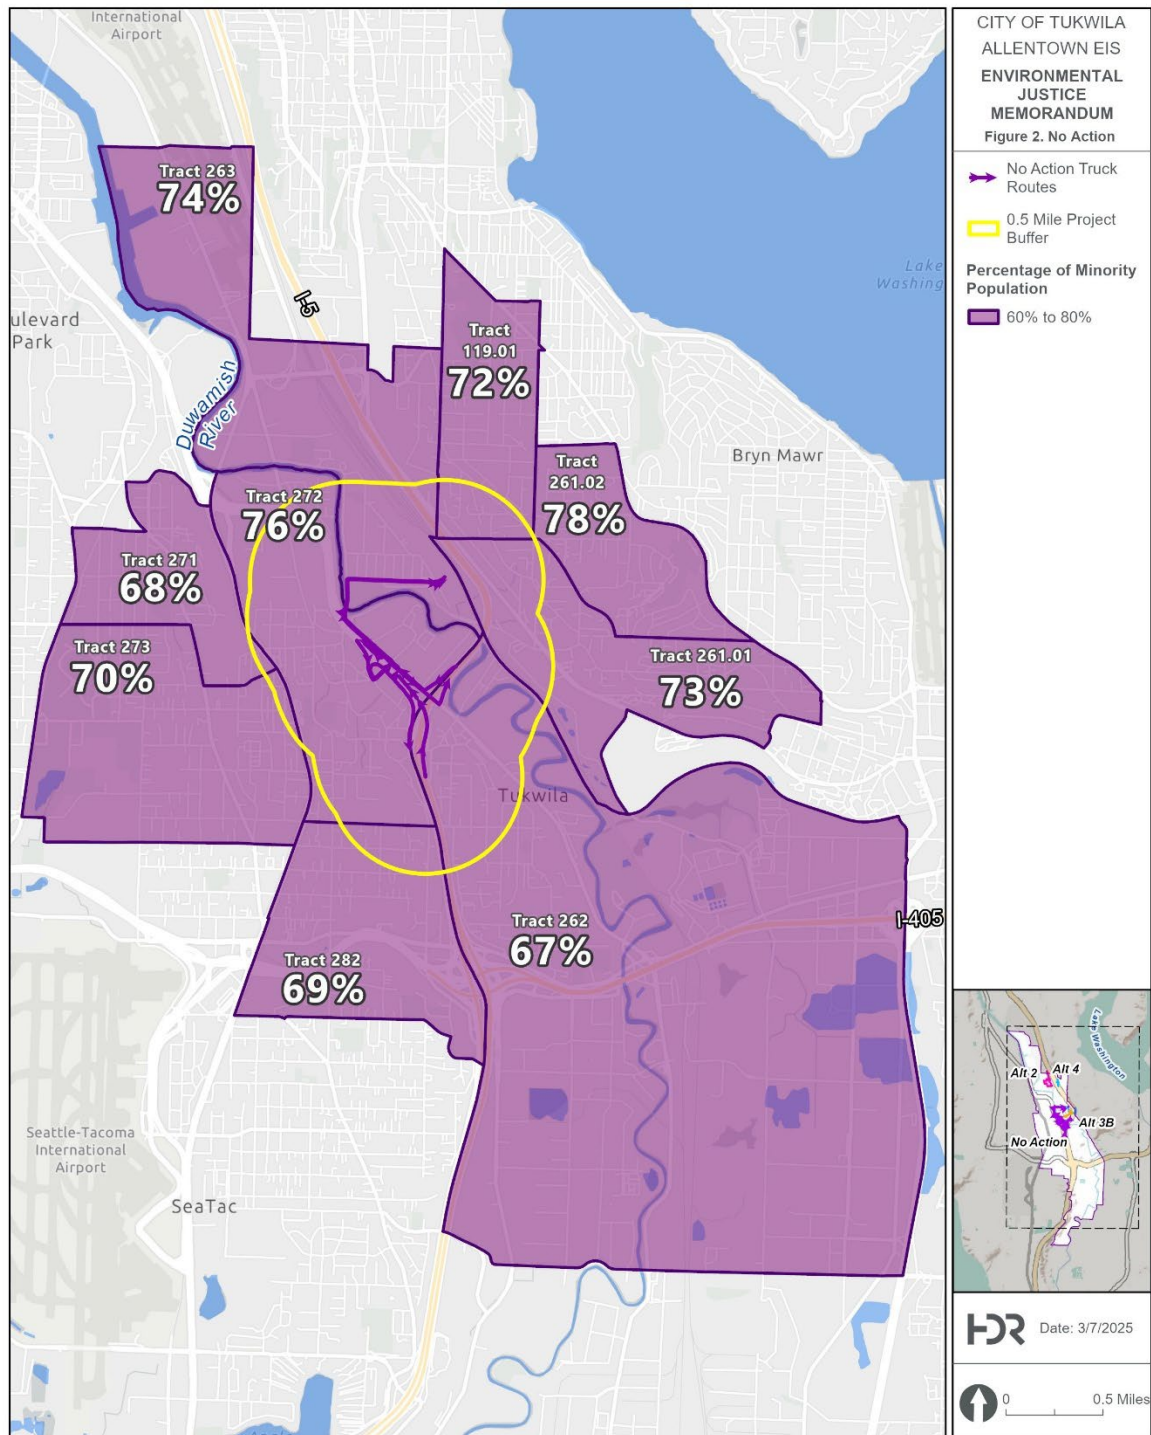 International
Airport
Tract 263
74%
I-5
ulevard
Park
Duwamish
River
Tract
119.01
72%
Lake
Washing
Tract
261.02
78%
Bryn Mawr
Tract 272
76%
Tract 271
68%
Tract 273
70%
Tract 261.01
73%
Tukwila
Tract 262
67%
I-405
Tract 282
69%
Seattle-Tacoma
International
Airport
SeaTac
CITY OF TUKWILA
ALLENTOWN EIS
ENVIRONMENTAL
JUSTICE
MEMORANDUM
Figure 2. No Action
No Action Truck
Routes
0.5 Mile Project
Buffer
Percentage of Minority
Population
60% to 80%
Lake
Washington
Alt 2
Alt 4
Alt 3B
No Action
HDR
Date: 3/7/2025
0
0.5 Miles